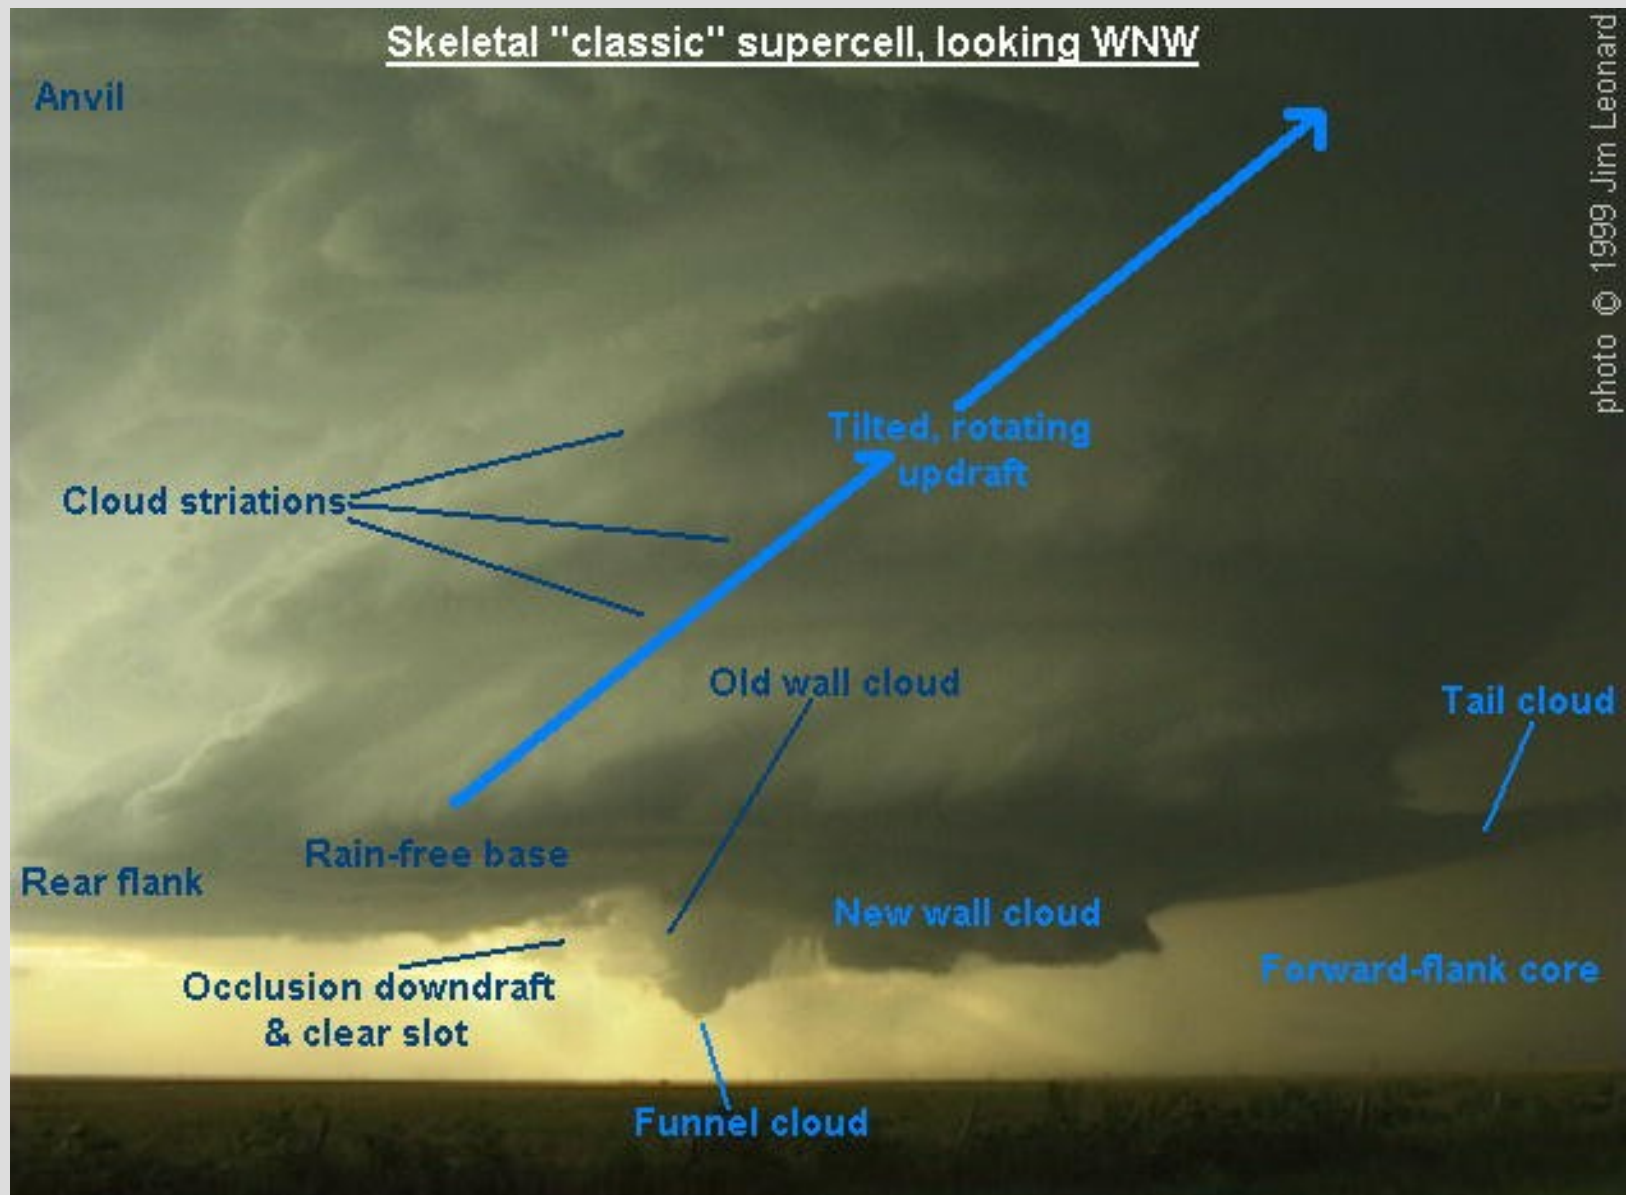 Skeletal "classic" supercell, looking WNW
Anvil
photo © 1999 Jim Leonard
Tilted, rotating
updraft
Cloud striations
Old wall cloud
Tail cloud
Rain-free base
Rear flank
New wall cloud
Forward-flank core
Occlusion downdraft
& clear slot
Funnel cloud